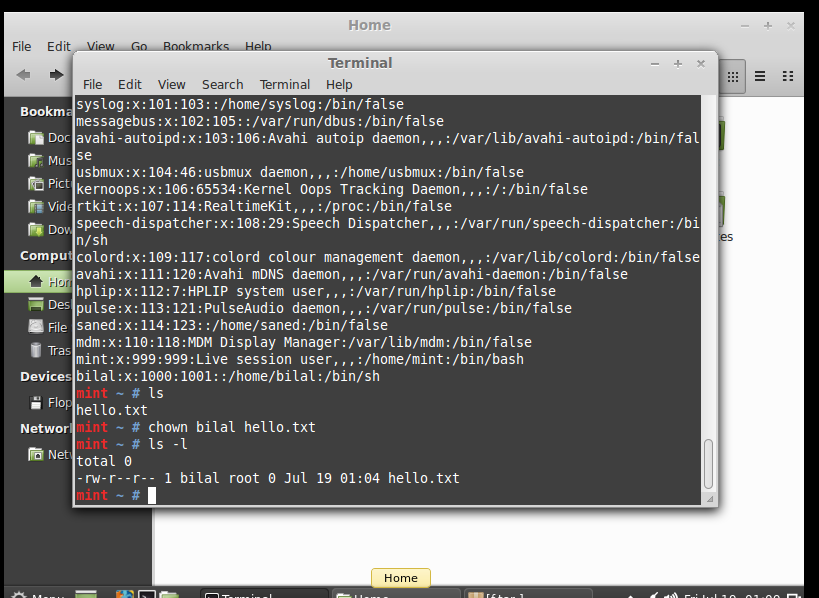 Home
File Edit View Go Bookmarks Help
Terminal
File Edit View Search Terminal Help
syslog:x:101:103::/home/syslog:/bin/false
messagebus:x:102:105::/var/run/dbus:/bin/false
avahi-autoipd:x:103:106:Avahi autoip daemon,,,:/var/lib/avahi-autoipd:/bin/fal
se
usbmux:x:104:46:usbmux daemon,,,:/home/usbmux:/bin/false
kernoops:x:106:65534:Kernel Oops Tracking Daemon,,,:/:/bin/false
rtkit:x:107:114:RealtimeKit,,,:/proc:/bin/false
speech-dispatcher:x:108:29:Speech Dispatcher,,,:/var/run/speech-dispatcher:/bi
n/sh
colord:x:109:117:colord colour management daemon,,,:/var/lib/colord:/bin/false
avahi:x:111:120:Avahi mDNS daemon,,,:/var/run/avahi-daemon:/bin/false
hplip:x:112:7:HPLIP system user,,,:/var/run/hplip:/bin/false
pulse:x:113:121:PulseAudio daemon,,,:/var/run/pulse:/bin/false
saned:x:114:123::/home/saned:/bin/false
mdm:x:110:118:MDM Display Manager:/var/lib/mdm:/bin/false
mint:x:999:999:Live session user,,,:/home/mint:/bin/bash
bilal:x:1000:1001::/home/bilal:/bin/sh
mint ~ # ls
hello.txt
mint ~ # chown bilal hello.txt
mint ~ # ls -l
total 0
-rw-r--r-- 1 bilal root 0 Jul 19 01:04 hello.txt
mint ~ #
Bookma
Doc
Mus
Pict
Vide
Dow
Comput
Hom
Des
File
Tras
Devices
Flop
Networ
Net
es
Home
Menu
Terminal
Home